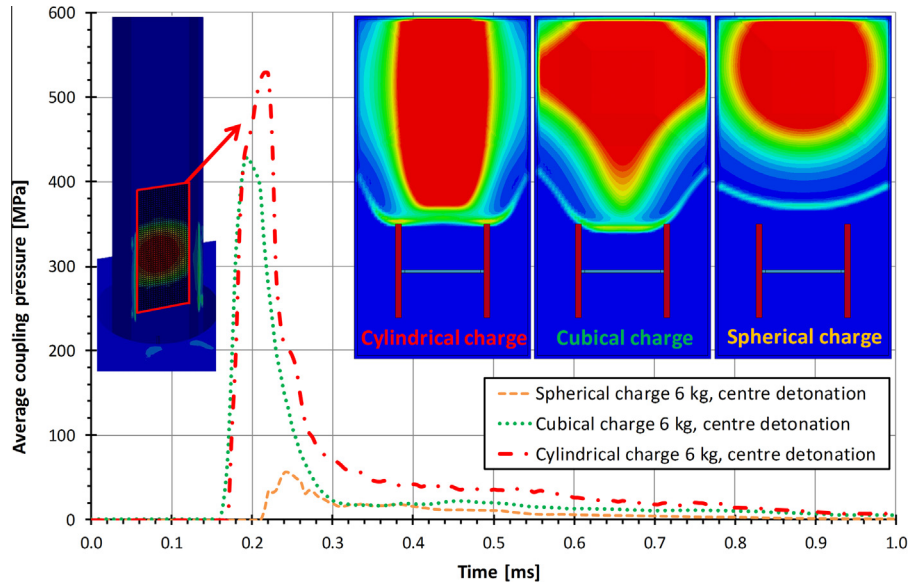 Average coupling pressure [MPa]
600
500
400
300
200
100
0
Cylindrical charge
Cubical charge
Spherical charge
Spherical charge 6 kg, centre detonation
Cubical charge 6 kg, centre detonation
Cylindrical charge 6 kg, centre detonation
0.0 0.1 0.2 0.3 0.4 0.5 0.6 0.7 0.8 0.9 1.0
Time [ms]